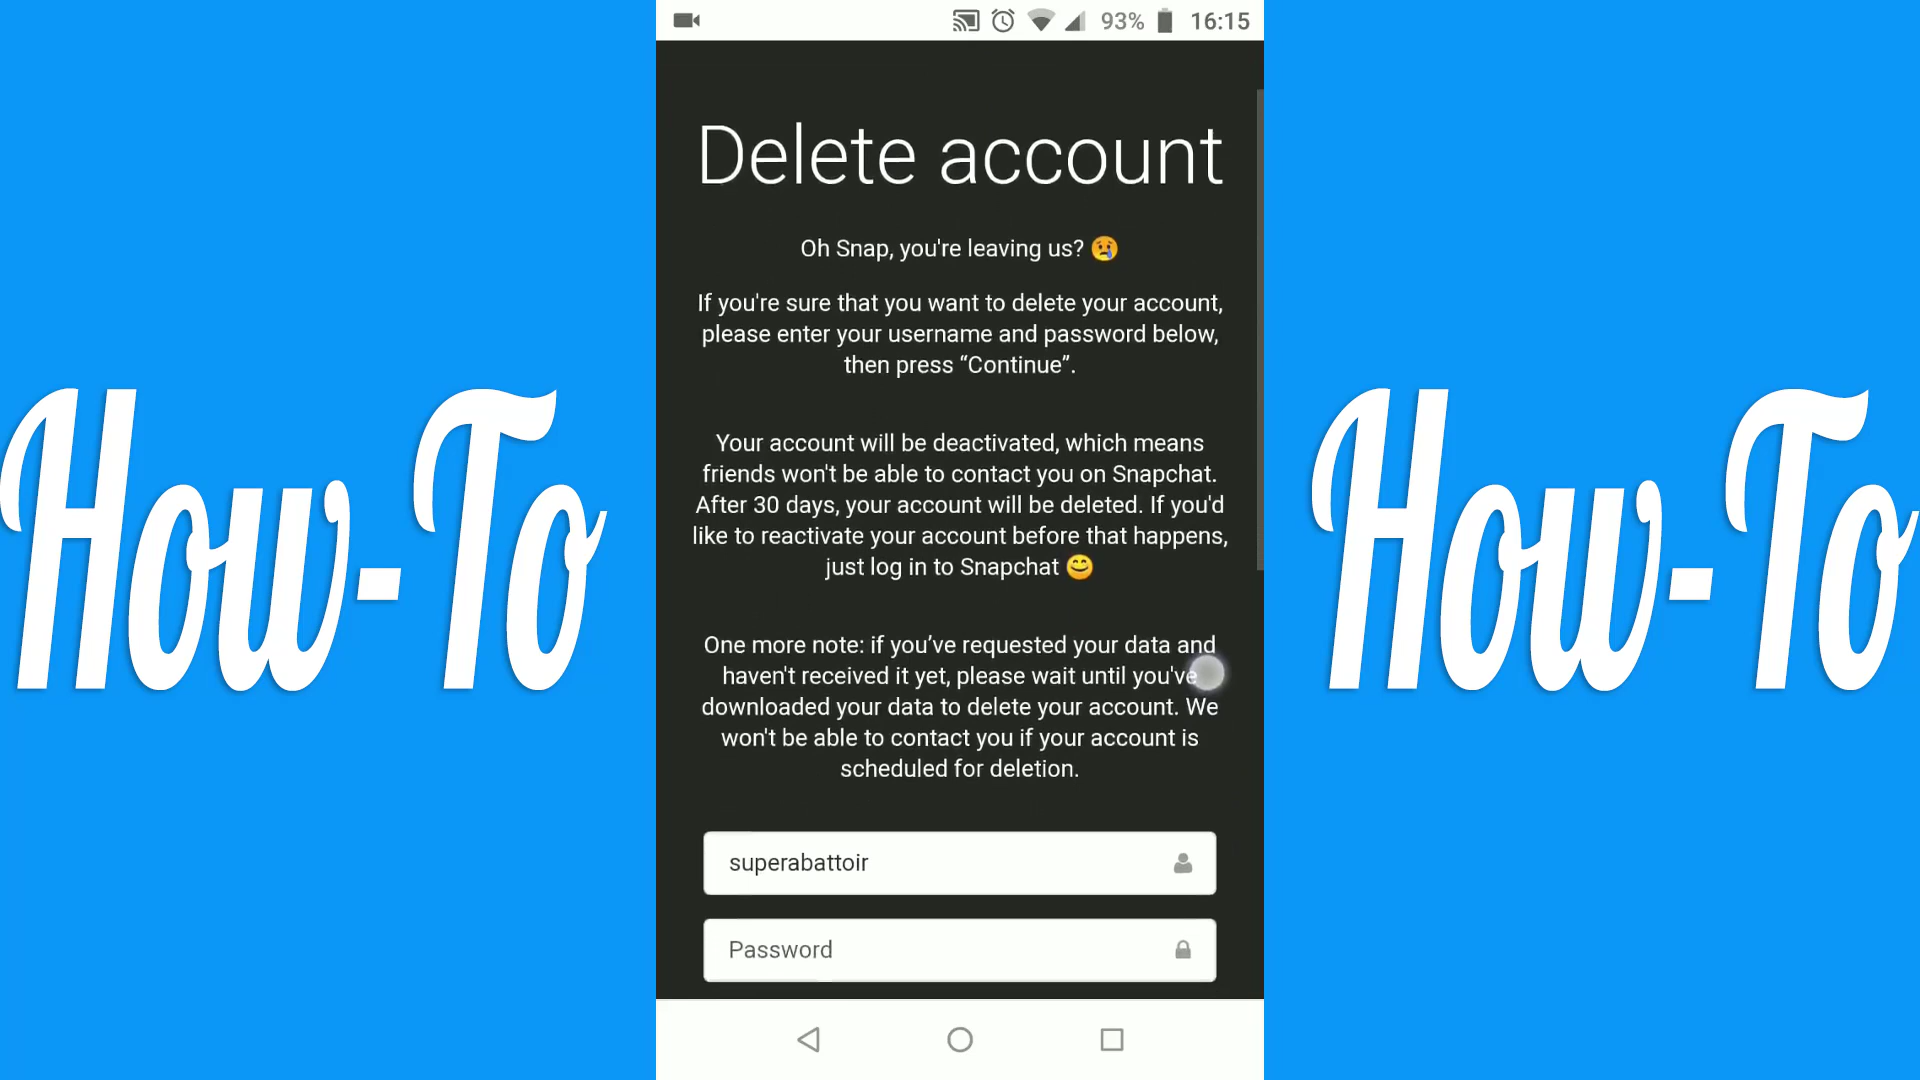 93% 16:15
Delete account
Oh Snap, you're leaving us? 😢
If you're sure that you want to delete your account,
please enter your username and password below,
then press “Continue”.
Your account will be deactivated, which means
friends won't be able to contact you on Snapchat.
After 30 days, your account will be deleted. If you'd
like to reactivate your account before that happens,
just log in to Snapchat 😊
One more note: if you’ve requested your data and
haven't received it yet, please wait until you've
downloaded your data to delete your account. We
won't be able to contact you if your account is
scheduled for deletion.
superabattoir
Password
How-To
How-To